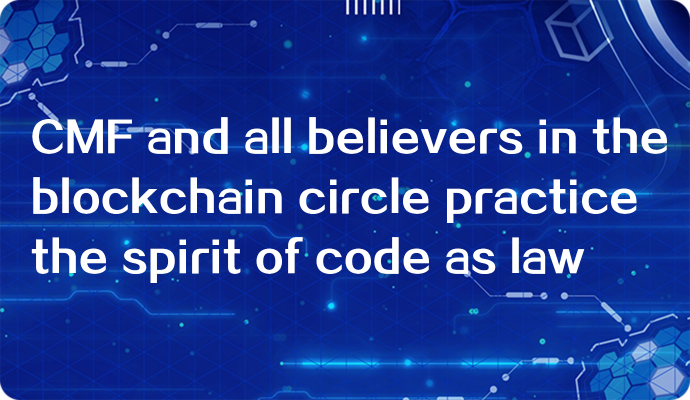 CMF and all believers in the
blockchain circle practice
the spirit of code as law